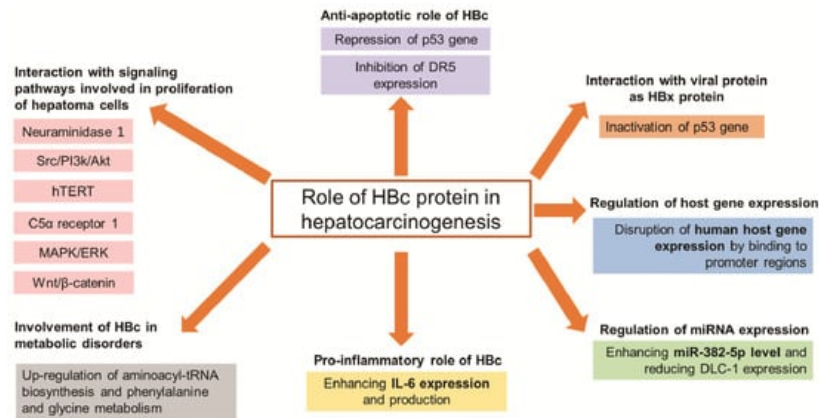 Anti-apoptotic role of HBc
Repression of p53 gene
Inhibition of DR5
expression
Interaction with signaling
pathways involved in proliferation
of hepatoma cells
Neuraminidase 1
Src/PI3k/Akt
hTERT
C5α receptor 1
MAPK/ERK
Wnt/β-catenin
Interaction with viral protein
as HBx protein
Inactivation of p53 gene
Role of HBc protein in
hepatocarcinogenesis
Regulation of host gene expression
Disruption of human host gene
expression by binding to
promoter regions
Involvement of HBc in
metabolic disorders
Up-regulation of aminoacyl-tRNA
biosynthesis and phenylalanine
and glycine metabolism
Pro-inflammatory role of HBc
Enhancing IL-6 expression
and production
Regulation of miRNA expression
Enhancing miR-382-5p level and
reducing DLC-1 expression